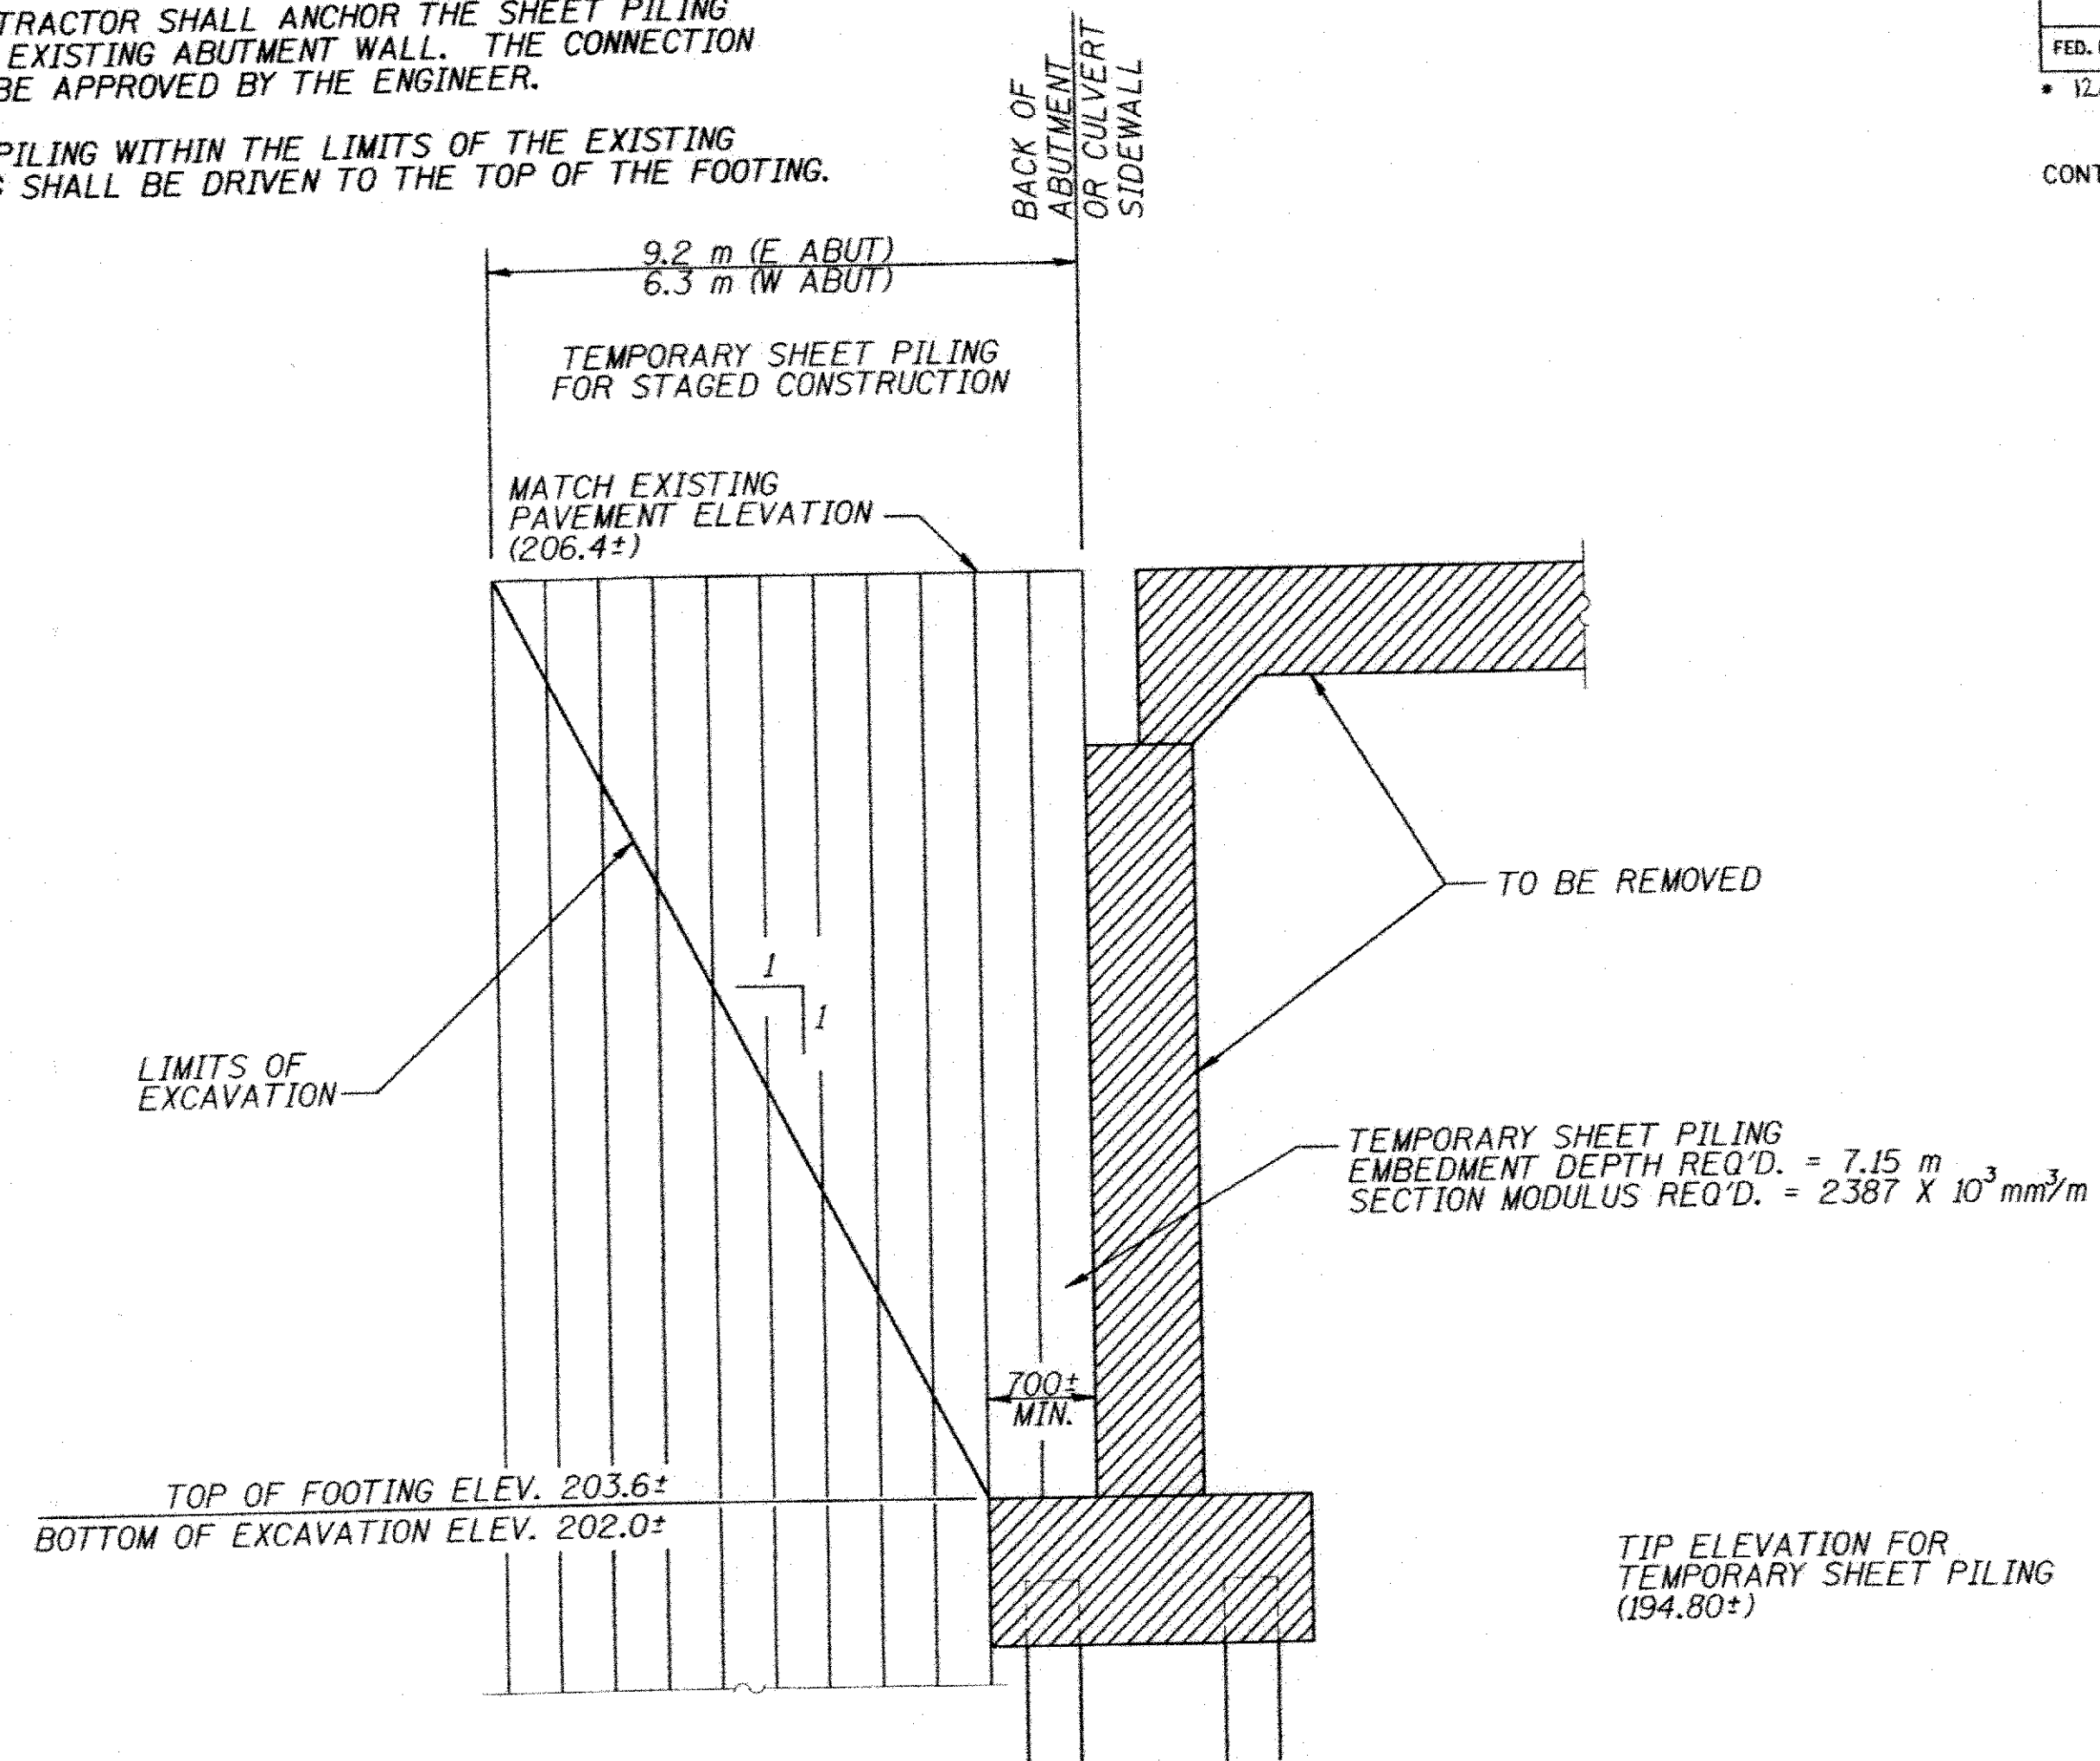 TRACTOR SHALL ANCHOR THE SHEET PILING
EXISTING ABUTMENT WALL. THE CONNECTION
BE APPROVED BY THE ENGINEER.
PILING WITHIN THE LIMITS OF THE EXISTING
SHALL BE DRIVEN TO THE TOP OF THE FOOTING.
BACK OF
ABUTMENT
OR CULVERT
SIDEWALL
FED.
CONT
9.2 m (E ABUT)
6.3 m (W ABUT)
TEMPORARY SHEET PILING
FOR STAGED CONSTRUCTION
MATCH EXISTING
PAVEMENT ELEVATION
(206.4±)
TO BE REMOVED
1
1
LIMITS OF
EXCAVATION
TEMPORARY SHEET PILING
EMBEDMENT DEPTH REQ'D. = 7.15 m
SECTION MODULUS REQ'D. = 2387 X 10³ mm³/m
700±
MIN.
TOP OF FOOTING ELEV. 203.6±
BOTTOM OF EXCAVATION ELEV. 202.0±
TIP ELEVATION FOR
TEMPORARY SHEET PILING
(194.80±)